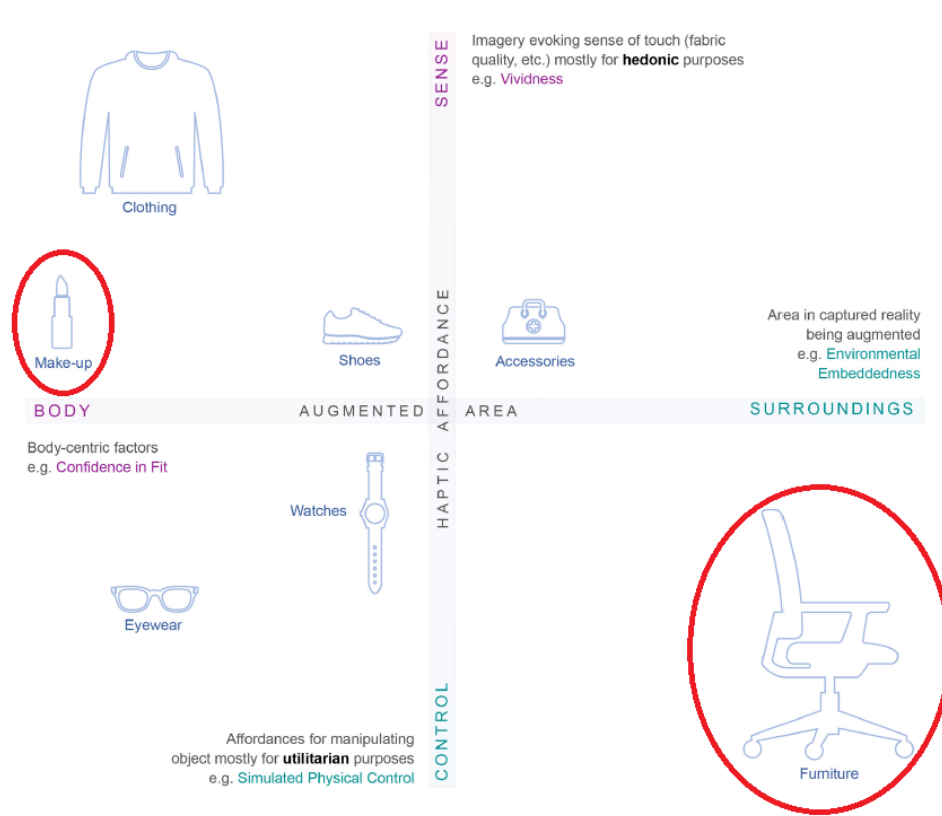 SENSE
Imagery evoking sense of touch (fabric
quality, etc.) mostly for hedonic purposes
e.g. Vividness
Clothing
Make-up
Shoes
Accessories
Area in captured reality
being augmented
e.g. Environmental
Embeddedness
BODY
AUGMENTED AREA
SURROUNDINGS
HAPTIC AFFORDANCE
Body-centric factors
e.g. Confidence in Fit
Watches
Eyewear
Furniture
Affordances for manipulating
object mostly for utilitarian purposes
e.g. Simulated Physical Control
CONTROL